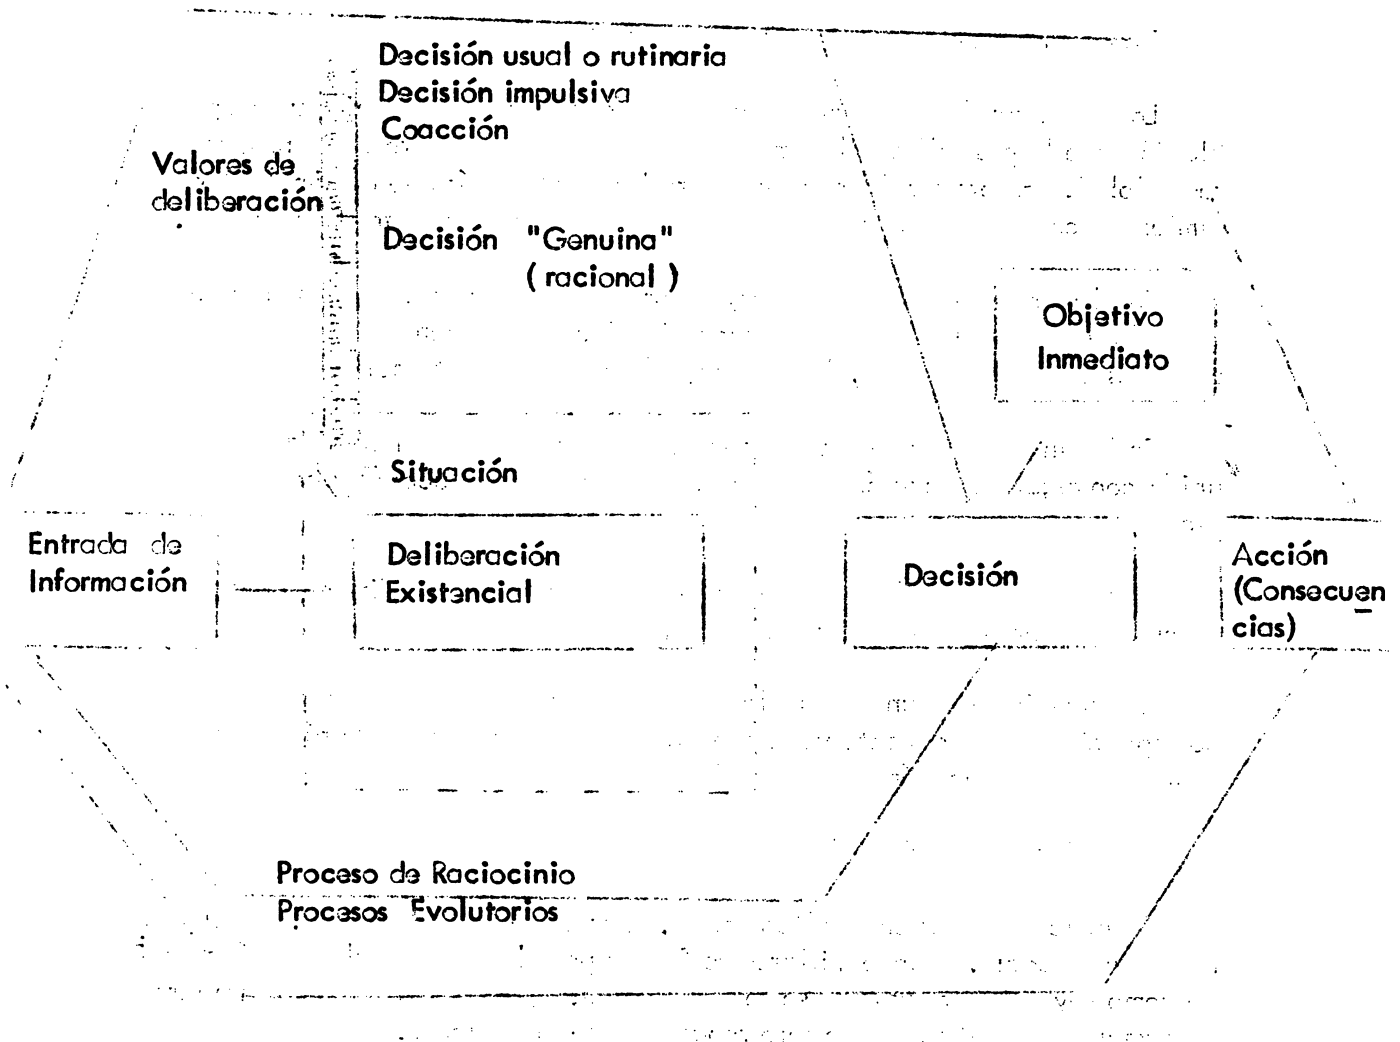 Decisión usual o rutinaria
Decisión impulsiva
Coacción
Valores de
deliberación
Decisión "Genuina"
( racional )
Objetivo
Inmediato
Situación
Entrada de
Información
Deliberación
Existencial
Decisión
Acción
(Consecuen
cias)
Proceso de Raciocinio
Procesos Evolutorios